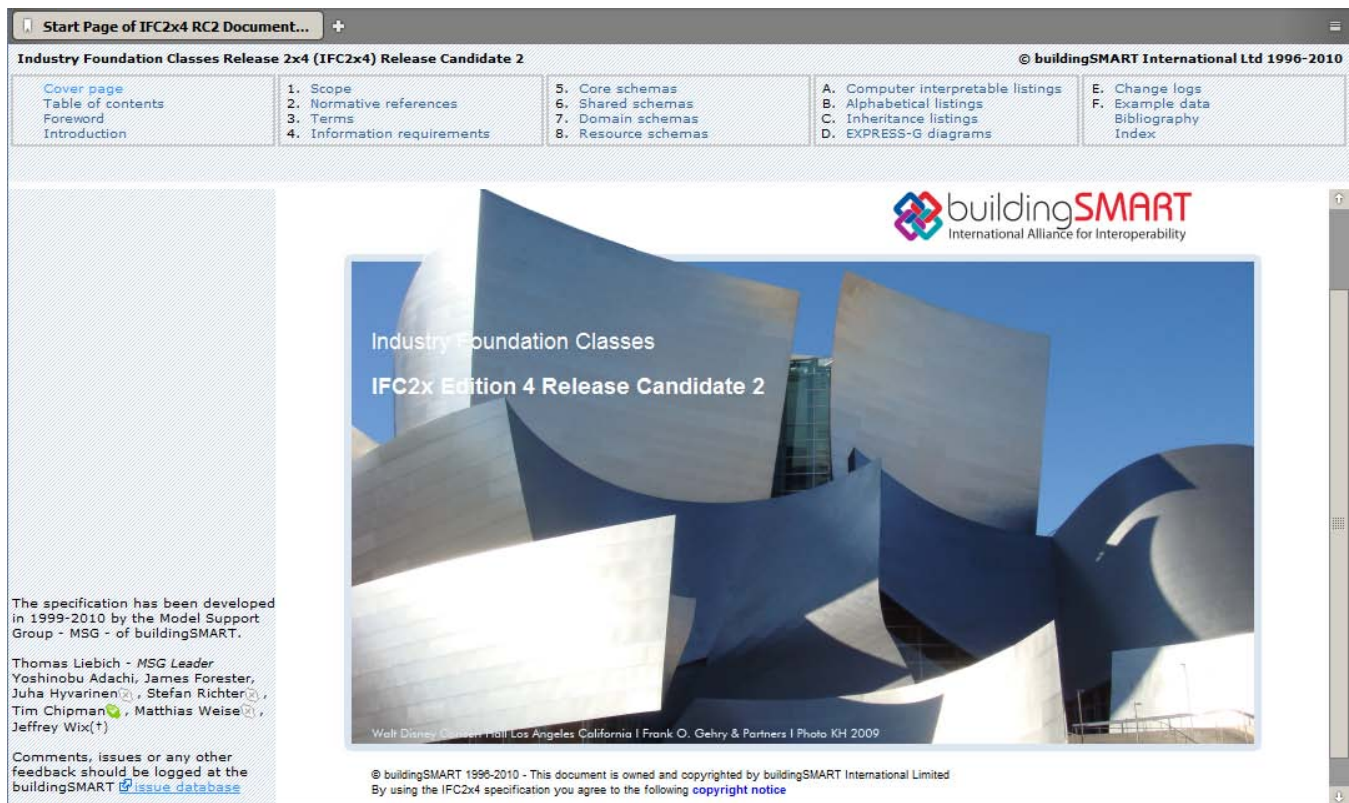 Start Page of IFC2x4 RC2 Document...
Industry Foundation Classes Release 2x4 (IFC2x4) Release Candidate 2
© buildingSMART International Ltd 1996-2010
Cover page
Table of contents
Foreword
Introduction
1. Scope
2. Normative references
3. Terms
4. Information requirements
5. Core schemas
6. Shared schemas
7. Domain schemas
8. Resource schemas
A. Computer interpretable listings
B. Alphabetical listings
C. Inheritance listings
D. EXPRESS-G diagrams
E. Change logs
F. Example data
Bibliography
Index
buildingSMART
International Alliance for Interoperability
Industry Foundation Classes
IFC2x Edition 4 Release Candidate 2
Walt Disney Concert Hall Los Angeles California I Frank O. Gehry & Partners I Photo KH 2009
The specification has been developed
in 1999-2010 by the Model Support
Group - MSG - of buildingSMART.
Thomas Liebich - MSG Leader
Yoshinobu Adachi, James Forester,
Juha Hyvarinen , Stefan Richter ,
Tim Chipman , Matthias Weise ,
Jeffrey Wix(†)
Comments, issues or any other
feedback should be logged at the
buildingSMART issue database
© buildingSMART 1996-2010 - This document is owned and copyrighted by buildingSMART International Limited
By using the IFC2x4 specification you agree to the following copyright notice